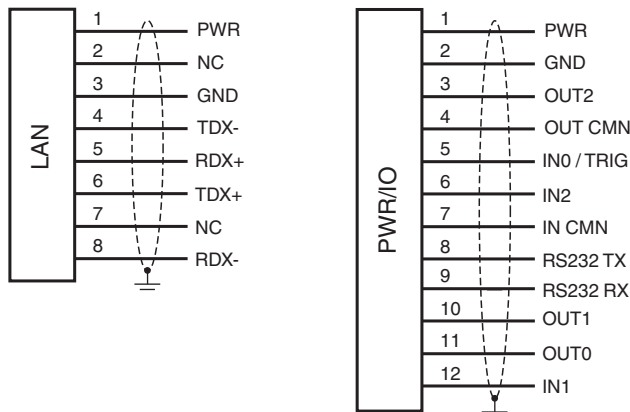 LAN
1 PWR
2 NC
3 GND
4 TDX-
5 RDX+
6 TDX+
7 NC
8 RDX-
PWR/IO
1 PWR
2 GND
3 OUT2
4 OUT CMN
5 IN0 / TRIG
6 IN2
7 IN CMN
8 RS232 TX
9 RS232 RX
10 OUT1
11 OUT0
12 IN1